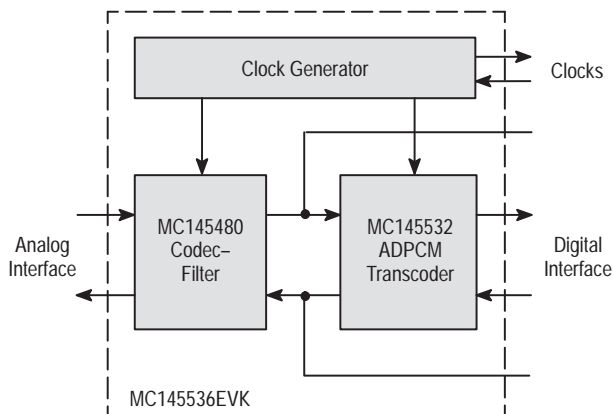 Clock Generator
Clocks
MC145480
Codec–
Filter
MC145532
ADPCM
Transcoder
Analog
Interface
Digital
Interface
MC145536EVK